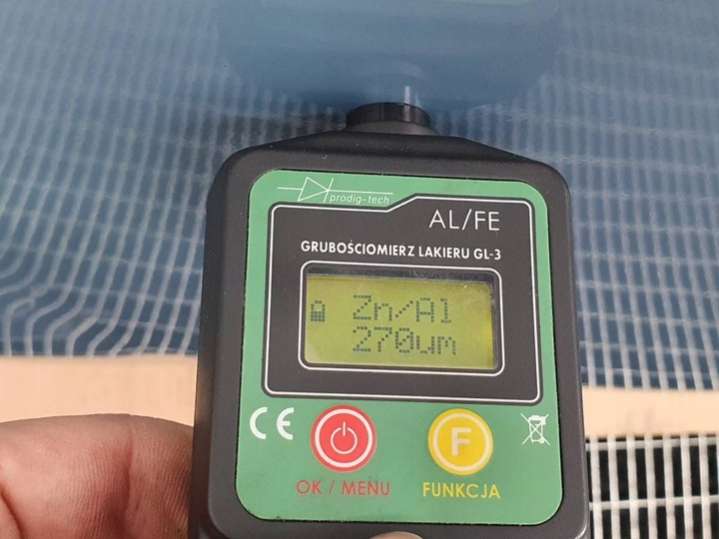 prodig-tech
AL/FE
GRUBOŚCIOMIERZ LAKIERU GL-3
Zn/Al
270um
CE
F
OK / MENU
FUNKCJA